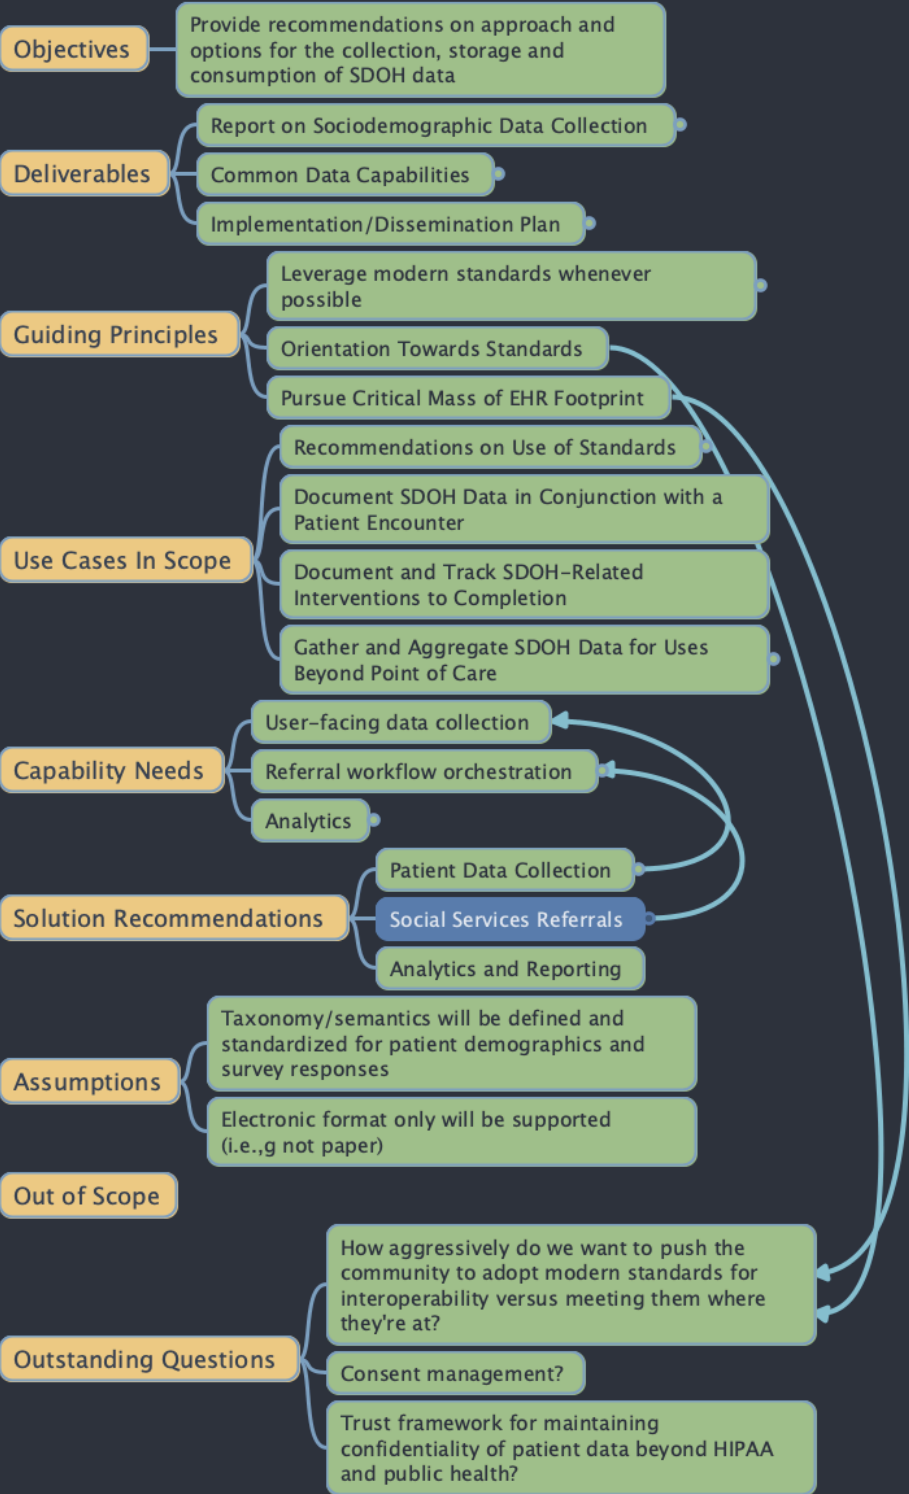 Objectives
Provide recommendations on approach and
options for the collection, storage and
consumption of SDOH data
Deliverables
Report on Sociodemographic Data Collection
Common Data Capabilities
Implementation/Dissemination Plan
Guiding Principles
Leverage modern standards whenever
possible
Orientation Towards Standards
Pursue Critical Mass of EHR Footprint
Use Cases In Scope
Recommendations on Use of Standards
Document SDOH Data in Conjunction with a
Patient Encounter
Document and Track SDOH-Related
Interventions to Completion
Gather and Aggregate SDOH Data for Uses
Beyond Point of Care
Capability Needs
User-facing data collection
Referral workflow orchestration
Analytics
Solution Recommendations
Patient Data Collection
Social Services Referrals
Analytics and Reporting
Assumptions
Taxonomy/semantics will be defined and
standardized for patient demographics and
survey responses
Electronic format only will be supported
(i.e.,g not paper)
Out of Scope
Outstanding Questions
How aggressively do we want to push the
community to adopt modern standards for
interoperability versus meeting them where
they're at?
Consent management?
Trust framework for maintaining
confidentiality of patient data beyond HIPAA
and public health?